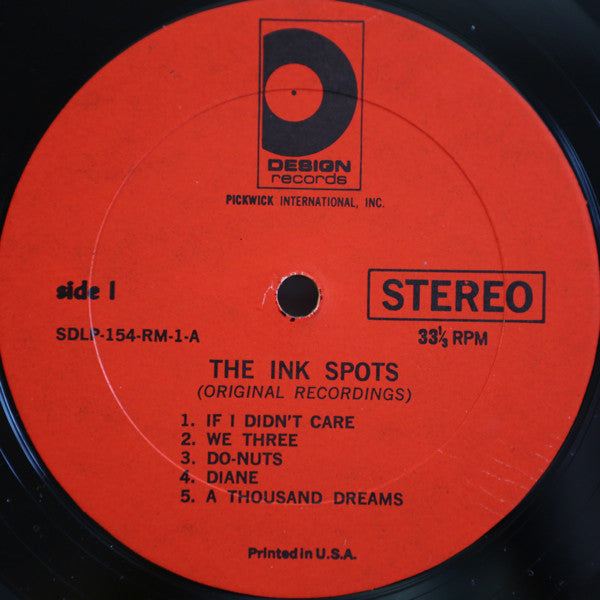 DESIGN
records
PICKWICK INTERNATIONAL, INC.
side 1
STEREO
SDLP-154-RM-1-A
33⅓ RPM
THE INK SPOTS
(ORIGINAL RECORDINGS)
1. IF I DIDN'T CARE
2. WE THREE
3. DO-NUTS
4. DIANE
5. A THOUSAND DREAMS
Printed in U.S.A.